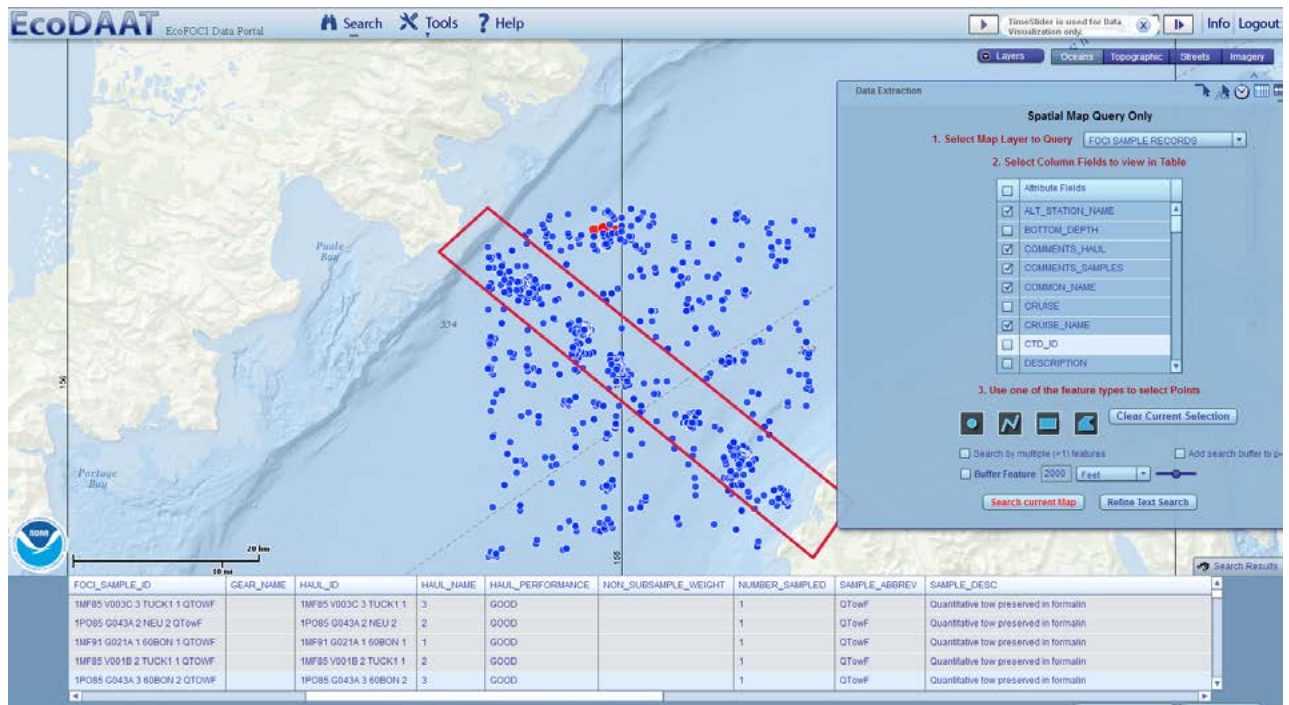 EcoDAAT EcoFOCI Data Portal Search Tools ? Help TimeSlider is used for Data Visualization only. Info Logout
Layers Oceans Topographic Streets Imagery
Data Extraction
Spatial Map Query Only
1. Select Map Layer to Query FOCI SAMPLE RECORDS
2. Select Column Fields to view in Table
Attribute Fields
ALT_STATION_NAME
BOTTOM_DEPTH
COMMENTS_HAUL
COMMENTS_SAMPLES
COMMON_NAME
CRUISE
CRUISE_NAME
CTD_ID
DESCRIPTION
3. Use one of the feature types to select Points
Clear Current Selection
Search by multiple (>1) features Add search buffer to
Buffer Feature 2000 Feet
Search current Map Refine Text Search
Puale
Bay
334
156
Portage
Bay
NOAA
20 km
10 mi
Search Results
FOCI_SAMPLE_ID GEAR_NAME HAUL_ID HAUL_NAME HAUL_PERFORMANCE NON_SUBSAMPLE_WEIGHT NUMBER_SAMPLED SAMPLE_ABBREV SAMPLE_DESC
1MF85 V003C 3 TUCK1 1 QTOWF 1MF85 V003C 3 TUCK1 1 3 GOOD 1 QTowF Quantitative tow preserved in formalin
1PO85 G043A 2 NEU 2 QTowF 1PO85 G043A 2 NEU 2 2 GOOD 1 QTowF Quantitative tow preserved in formalin
1MF91 G021A 1 60BON 1 QTOWF 1MF91 G021A 1 60BON 1 1 GOOD 1 QTowF Quantitative tow preserved in formalin
1MF85 V001B 2 TUCK1 1 QTOWF 1MF85 V001B 2 TUCK1 1 2 GOOD 1 QTowF Quantitative tow preserved in formalin
1PO85 G043A 3 60BON 2 QTOWF 1PO85 G043A 3 60BON 2 3 GOOD 1 QTowF Quantitative tow preserved in formalin